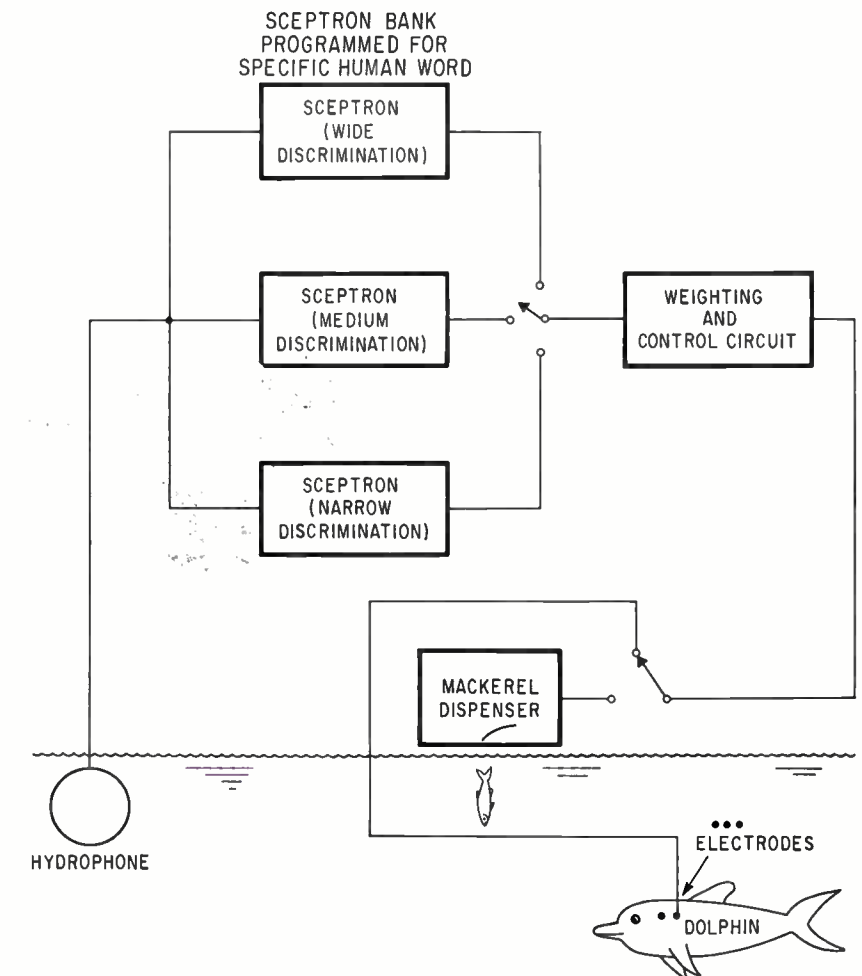 SCEPTRON BANK
PROGRAMMED FOR
SPECIFIC HUMAN WORD
SCEPTRON
(WIDE
DISCRIMINATION)
SCEPTRON
(MEDIUM
DISCRIMINATION)
WEIGHTING
AND
CONTROL CIRCUIT
SCEPTRON
(NARROW
DISCRIMINATION)
MACKEREL
DISPENSER
HYDROPHONE
ELECTRODES
DOLPHIN